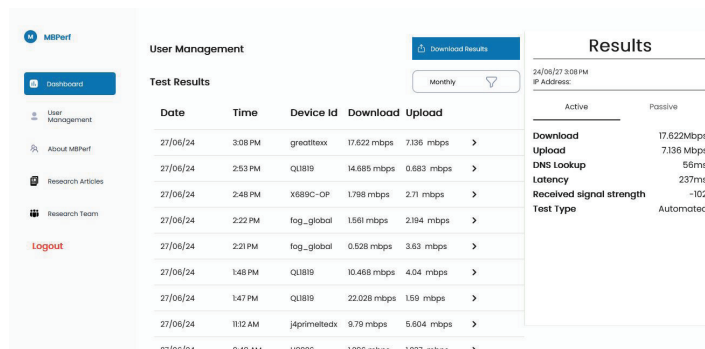 M MBPerf
Dashboard
User
Management
About MBPerf
Research Articles
Research Team
Logout
User Management
Download Results
Test Results
Monthly
Date Time Device Id Download Upload
27/06/24 3:08 PM greatltexx 17.622 mbps 7.136 mbps >
27/06/24 2:53 PM QL1819 14.685 mbps 0.683 mbps >
27/06/24 2:48 PM X689C-OP 1.798 mbps 2.71 mbps >
27/06/24 2:22 PM fog_global 1.561 mbps 2.194 mbps >
27/06/24 2:21 PM fog_global 0.528 mbps 3.63 mbps >
27/06/24 1:48 PM QL1819 10.468 mbps 4.04 mbps >
27/06/24 1:47 PM QL1819 22.028 mbps 1.59 mbps >
27/06/24 11:12 AM j4primeltedx 9.79 mbps 5.604 mbps >
Results
24/06/27 3:08 PM
IP Address:
Active Passive
Download 17.622Mbps
Upload 7.136 Mbps
DNS Lookup 56ms
Latency 237ms
Received signal strength -102
Test Type Automated